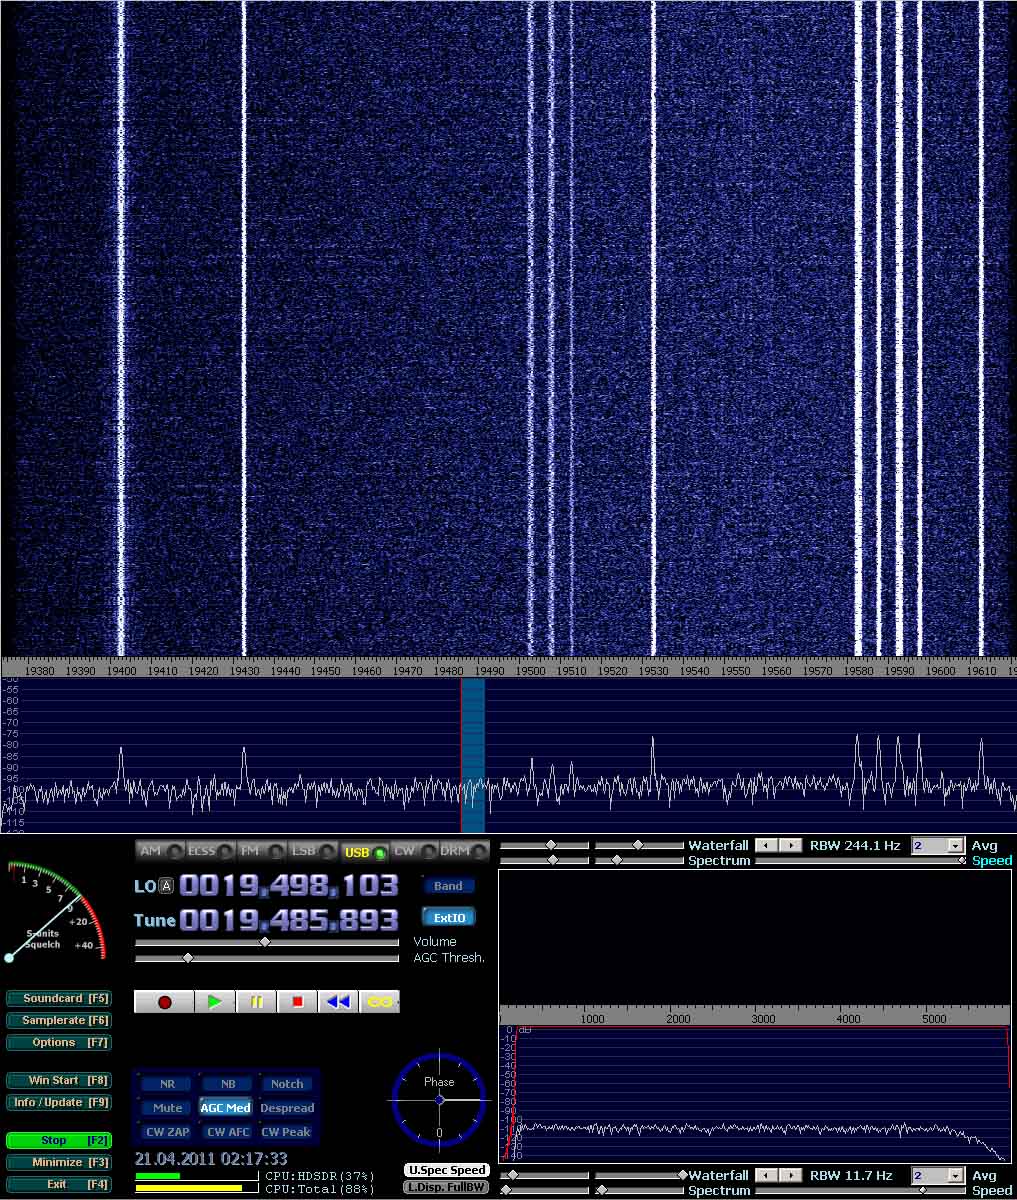 19380 19390 19400 19410 19420 19430 19440 19450 19460 19470 19480 19490 19500 19510 19520 19530 19540 19550 19560 19570 19580 19590 19600 19610
-50
-55
-60
-65
-70
-75
-80
-85
-90
-95
-100
-105
-110
-115
-120
AM ECSS FM LSB USB CW DRM
LO A 0019.498.103
Tune 0019.485.893
Band
ExtIO
Volume
AGC Thresh.
1 3 5 7 9 +20 +40
S-units
Squelch
Waterfall RBW 244.1 Hz 2 Avg
Spectrum Speed
Soundcard [F5]
Samplerate [F6]
Options [F7]
Win Start [F8]
Info / Update [F9]
Stop [F2]
Minimize [F3]
Exit [F4]
NR NB Notch
Mute AGC Med Despread
CW ZAP CW AFC CW Peak
21.04.2011 02:17:33
CPU:HDSDR(37%)
CPU:Total(88%)
Phase
0
U.Spec Speed
L.Disp. FullBW
1000 2000 3000 4000 5000
0 dB
-10
-20
-30
-40
-50
-60
-70
-80
-90
-100
-110
-120
-130
-140
Waterfall RBW 11.7 Hz 2 Avg
Spectrum Speed